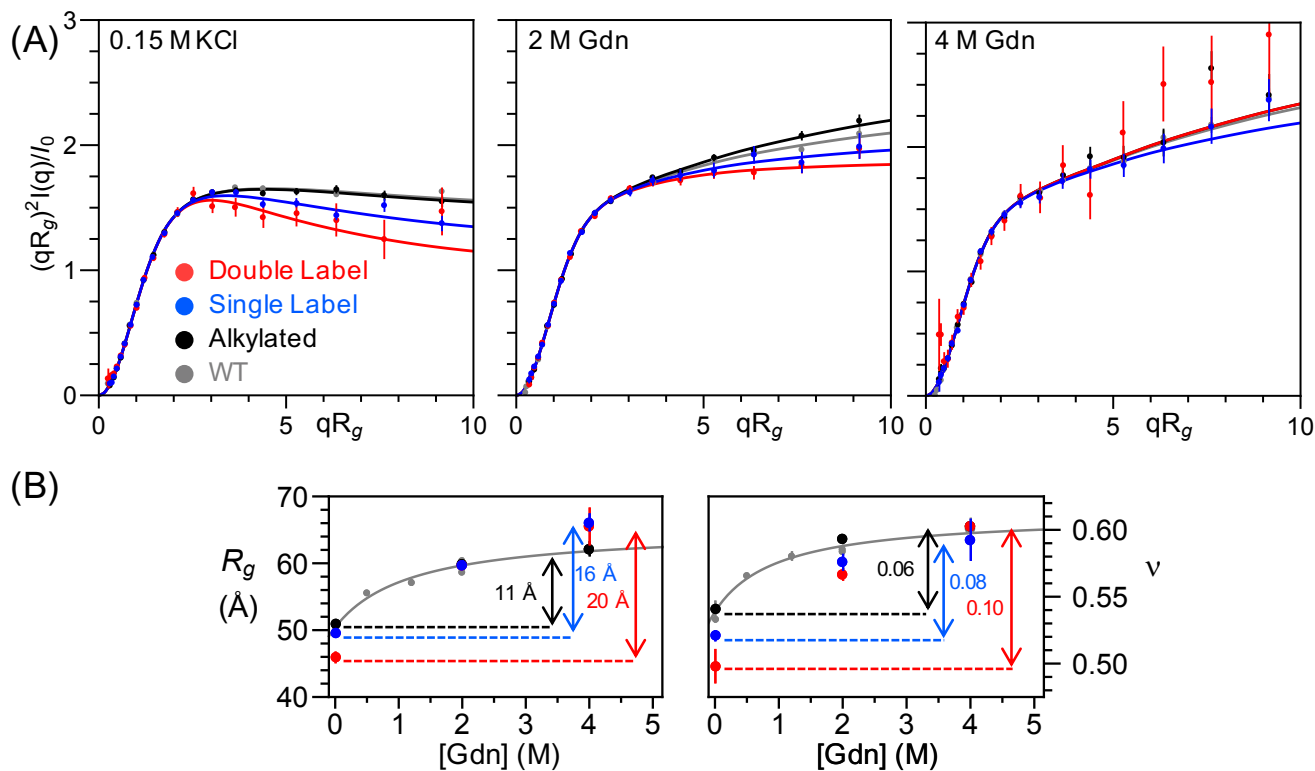 (A)
0.15 M KCl
2 M Gdn
4 M Gdn
3
2
1
0
(qRg)²I(q)/I₀
Double Label
Single Label
Alkylated
WT
0 5 10
0 5 10
0 5 10
qRg
qRg
qRg
(B)
70
60
50
40
Rg
(Å)
11 Å
16 Å
20 Å
0 1 2 3 4 5
[Gdn] (M)
0.06
0.08
0.10
0.60
0.55
0.50
ν
0 1 2 3 4 5
[Gdn] (M)